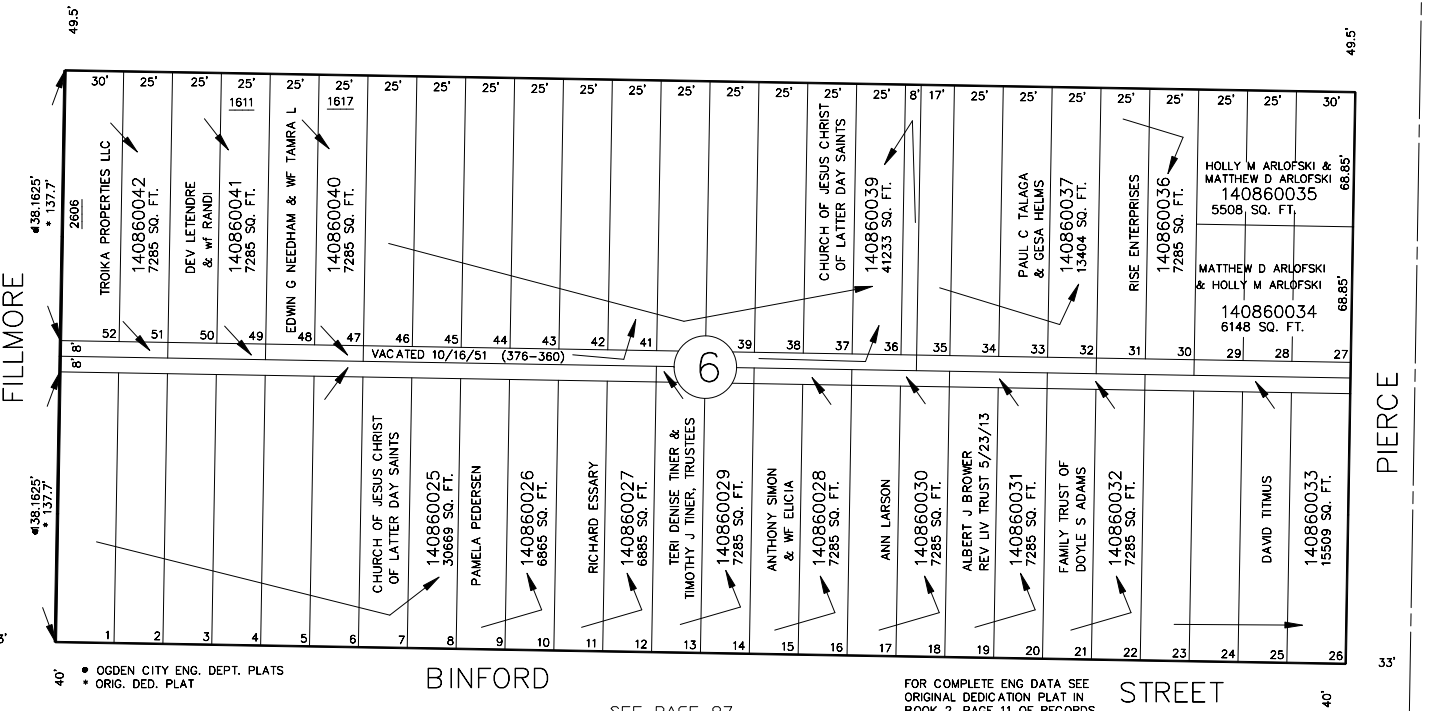 49.5'
49.5'
30' 25' 25' 25' 25' 25' 25' 25' 25' 25' 25' 25' 25' 25' 25' 25' 25' 8' 17' 25' 25' 25' 25' 25' 25' 25' 30'
1611
1617
2606
138.1625'
* 137.7'
FILLMORE
TROIKA PROPERTIES LLC
140860042
7285 SQ. FT.
DEV LETENDRE
& wf RANDI
140860041
7285 SQ. FT.
EDWIN G NEEDHAM & WF TAMRA L
140860040
7285 SQ. FT.
CHURCH OF JESUS CHRIST
OF LATTER DAY SAINTS
140860039
41233 SQ. FT.
PAUL C TALAGA
& GESA HELMS
140860037
13404 SQ. FT.
RISE ENTERPRISES
140860036
7285 SQ. FT.
HOLLY M ARLOFSKI &
MATTHEW D ARLOFSKI
140860035
5508 SQ. FT.
68.85'
MATTHEW D ARLOFSKI
& HOLLY M ARLOFSKI
140860034
6148 SQ. FT.
68.85'
52 51 50 49 48 47 46 45 44 43 42 41 39 38 37 36 35 34 33 32 31 30 29 28 27
8'
8'
VACATED 10/16/51 (376-360)
6
PIERCE
138.1625'
* 137.7'
CHURCH OF JESUS CHRIST
OF LATTER DAY SAINTS
140860025
30669 SQ. FT.
PAMELA PEDERSEN
140860026
6865 SQ. FT.
RICHARD ESSARY
140860027
6885 SQ. FT.
TERI DENISE TINER &
TIMOTHY J TINER, TRUSTEES
140860029
7285 SQ. FT.
ANTHONY SIMON
& WF ELICIA
140860028
7285 SQ. FT.
ANN LARSON
140860030
7285 SQ. FT.
ALBERT J BROWER
REV LIV TRUST 5/23/13
140860031
7285 SQ. FT.
FAMILY TRUST OF
DOYLE S ADAMS
140860032
7285 SQ. FT.
DAVID TITMUS
140860033
15509 SQ. FT.
1 2 3 4 5 6 7 8 9 10 11 12 13 14 15 16 17 18 19 20 21 22 23 24 25 26
3'
33'
40'
● OGDEN CITY ENG. DEPT. PLATS
* ORIG. DED. PLAT
BINFORD STREET
FOR COMPLETE ENG DATA SEE
ORIGINAL DEDICATION PLAT IN
BOOK 2, PAGE 11 OF RECORDS
40'
SEE PAGE 87